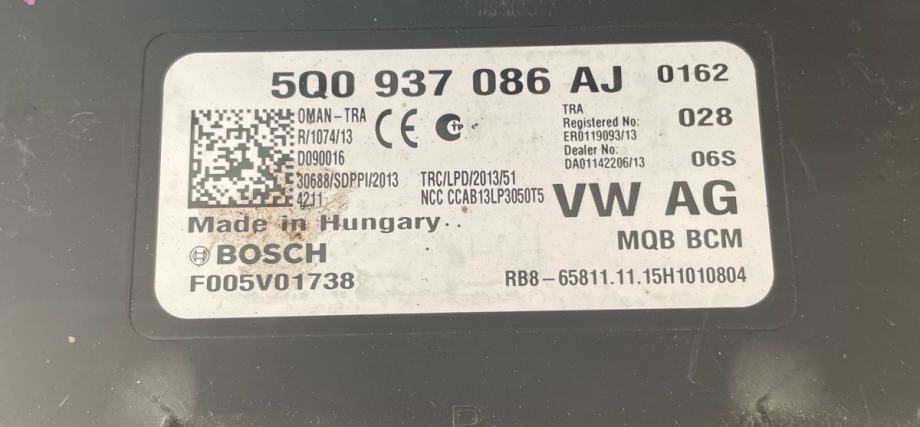 5Q0 937 086 AJ 0162
OMAN-TRA
R/1074/13
D090016
CE
TRA
Registered No:
ER0119093/13
Dealer No:
DA01142206/13
028
06S
30688/SDPPI/2013
4211
TRC/LPD/2013/51
NCC CCAB13LP3050T5
VW AG
Made in Hungary..
MQB BCM
BOSCH
F005V01738
RB8-65811.11.15H1010804